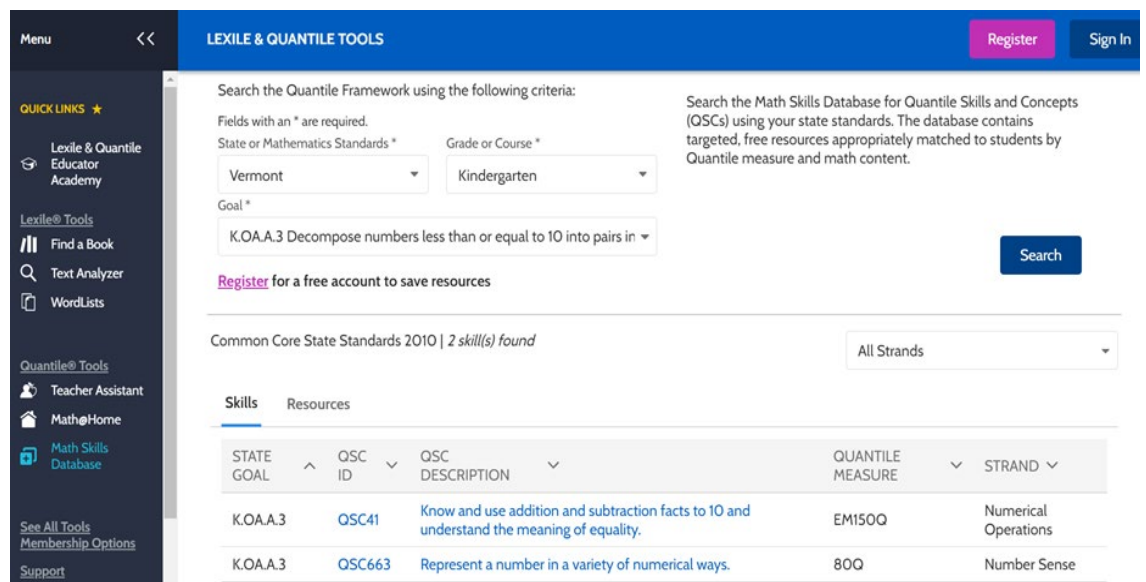 Menu <<
LEXILE & QUANTILE TOOLS
Register
Sign In
QUICK LINKS ★
Lexile & Quantile
Educator
Academy
Lexile® Tools
Find a Book
Text Analyzer
WordLists
Quantile® Tools
Teacher Assistant
Math@Home
Math Skills
Database
See All Tools
Membership Options
Support
Search the Quantile Framework using the following criteria:
Fields with an * are required.
State or Mathematics Standards *
Grade or Course *
Vermont
Kindergarten
Goal *
K.OA.A.3 Decompose numbers less than or equal to 10 into pairs in
Register for a free account to save resources
Search the Math Skills Database for Quantile Skills and Concepts
(QSCs) using your state standards. The database contains
targeted, free resources appropriately matched to students by
Quantile measure and math content.
Search
Common Core State Standards 2010 | 2 skill(s) found
All Strands
Skills
Resources
STATE
GOAL
QSC
ID
QSC
DESCRIPTION
QUANTILE
MEASURE
STRAND
K.OA.A.3
QSC41
Know and use addition and subtraction facts to 10 and
understand the meaning of equality.
EM150Q
Numerical
Operations
K.OA.A.3
QSC663
Represent a number in a variety of numerical ways.
80Q
Number Sense